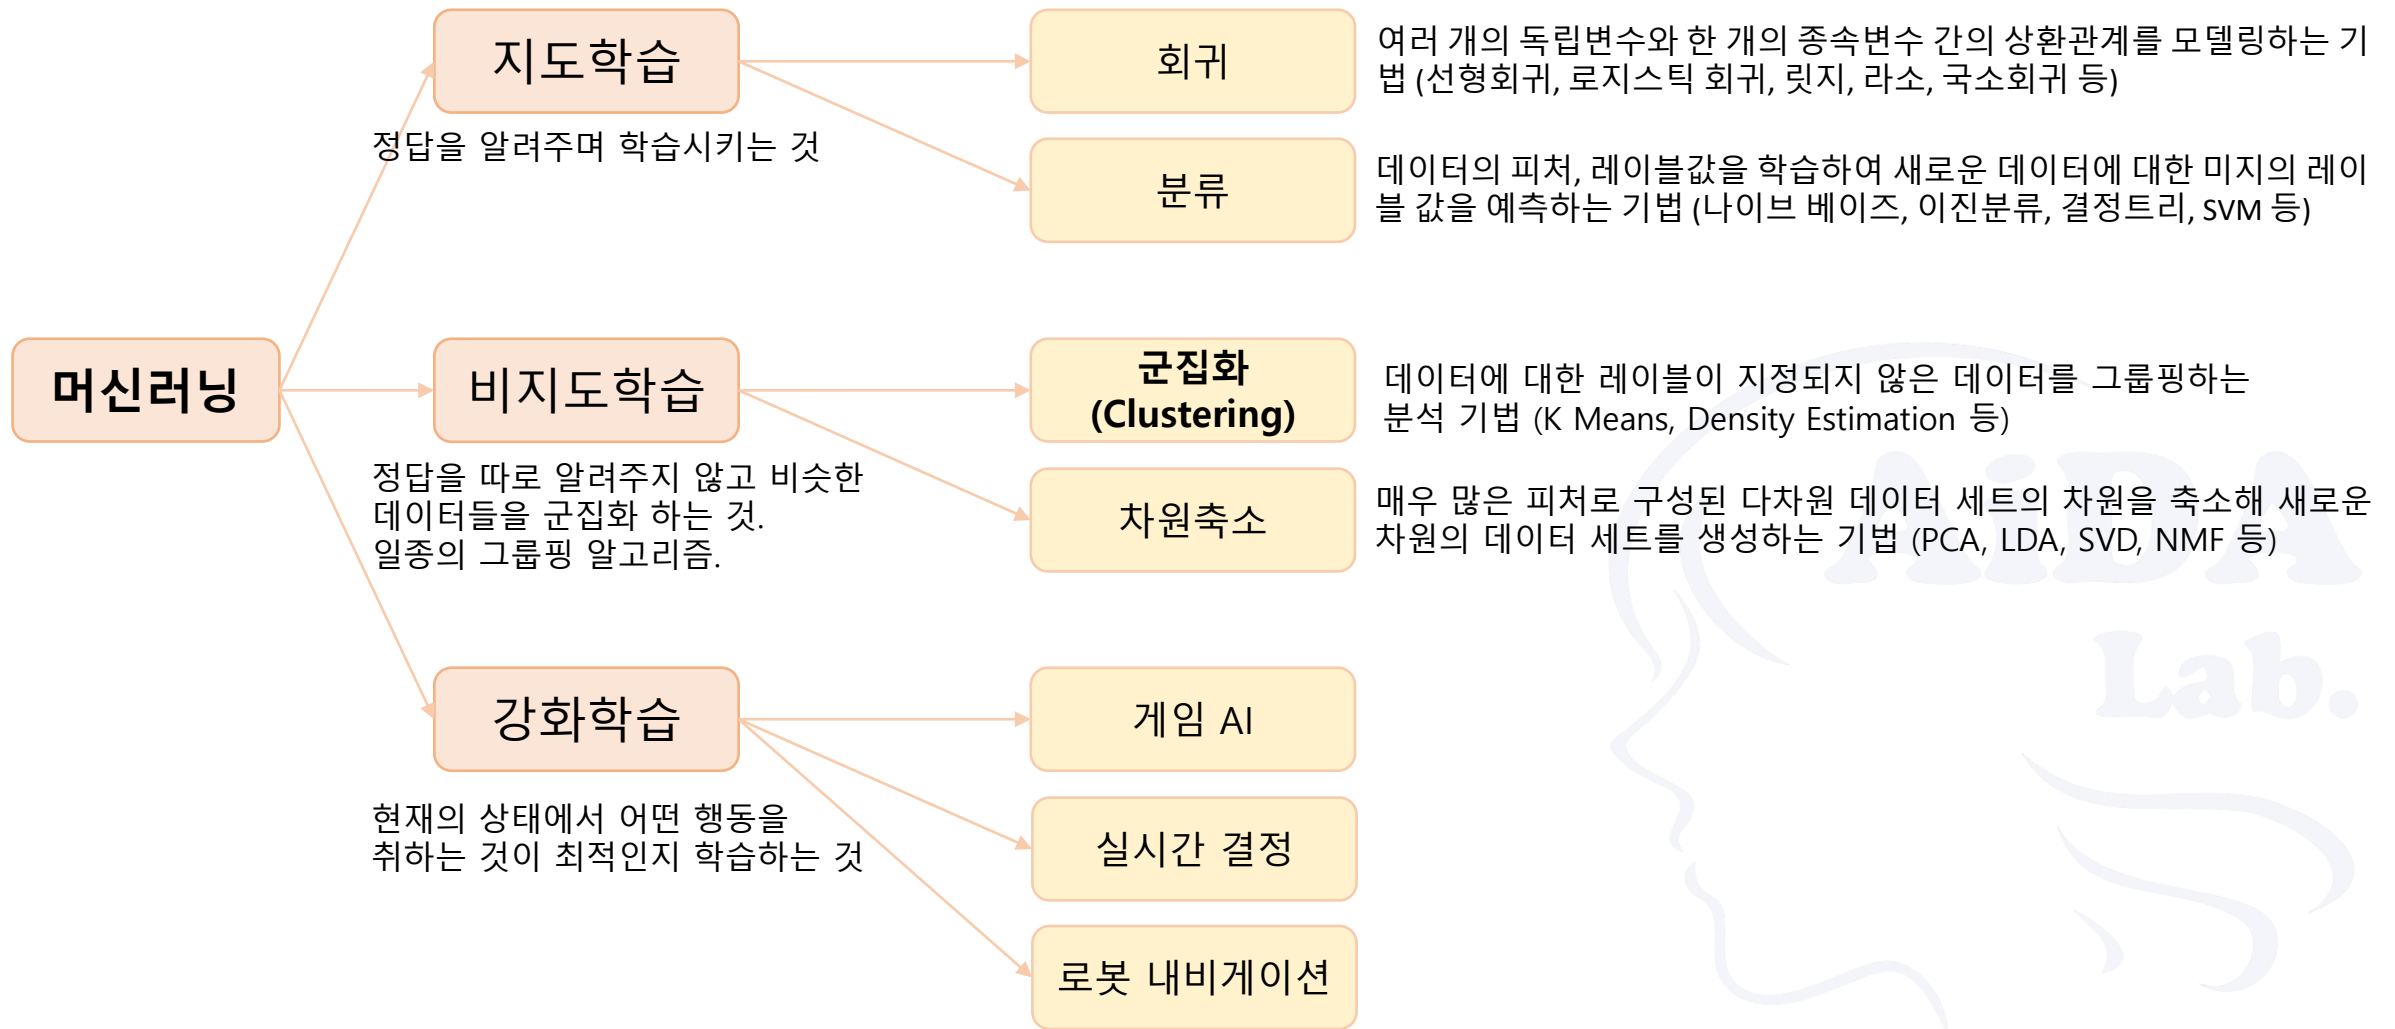 머신러닝
지도학습
정답을 알려주며 학습시키는 것
회귀
여러 개의 독립변수와 한 개의 종속변수 간의 상환관계를 모델링하는 기
법 (선형회귀, 로지스틱 회귀, 릿지, 라소, 국소회귀 등)
분류
데이터의 피처, 레이블값을 학습하여 새로운 데이터에 대한 미지의 레이
블 값을 예측하는 기법 (나이브 베이즈, 이진분류, 결정트리, SVM 등)
비지도학습
정답을 따로 알려주지 않고 비슷한
데이터들을 군집화 하는 것.
일종의 그룹핑 알고리즘.
군집화
(Clustering)
데이터에 대한 레이블이 지정되지 않은 데이터를 그룹핑하는
분석 기법 (K Means, Density Estimation 등)
차원축소
매우 많은 피처로 구성된 다차원 데이터 세트의 차원을 축소해 새로운
차원의 데이터 세트를 생성하는 기법 (PCA, LDA, SVD, NMF 등)
강화학습
현재의 상태에서 어떤 행동을
취하는 것이 최적인지 학습하는 것
게임 AI
실시간 결정
로봇 내비게이션
AiDA
Lab.